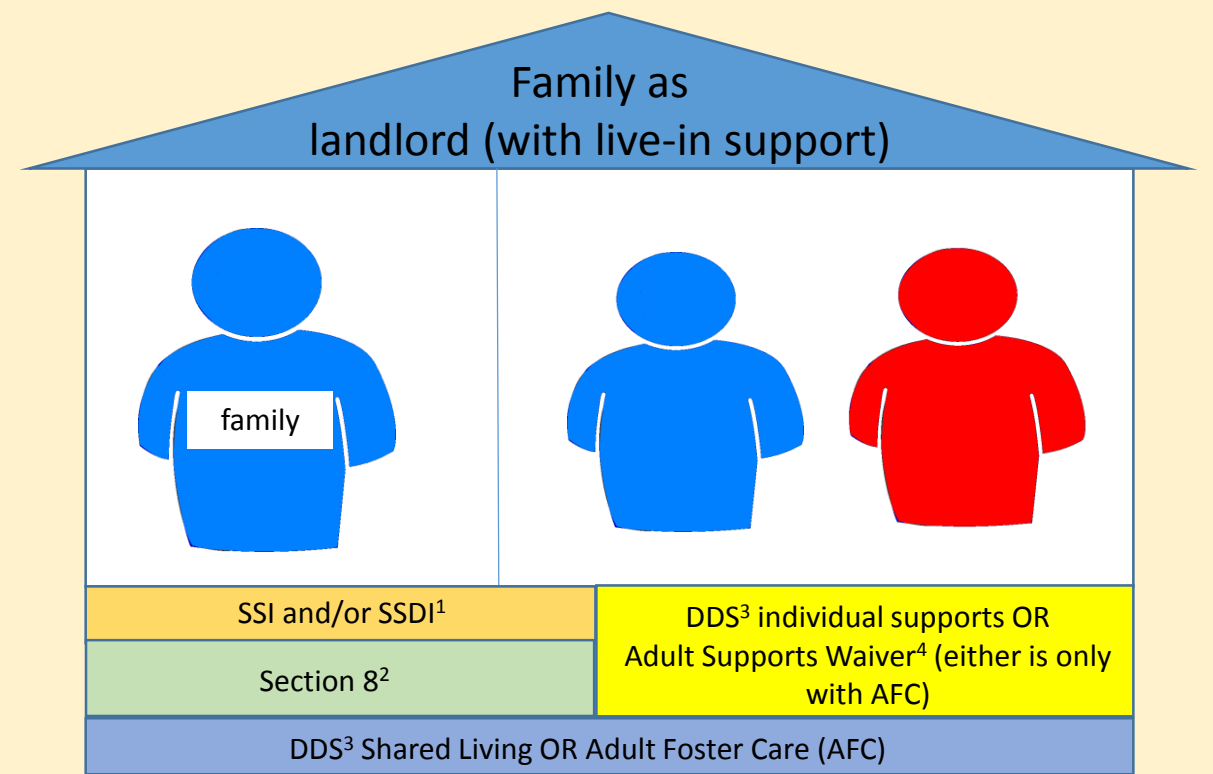 Family as
landlord (with live-in support)
family
SSI and/or SSDI¹
Section 8²
DDS³ individual supports OR
Adult Supports Waiver⁴ (either is only
with AFC)
DDS³ Shared Living OR Adult Foster Care (AFC)